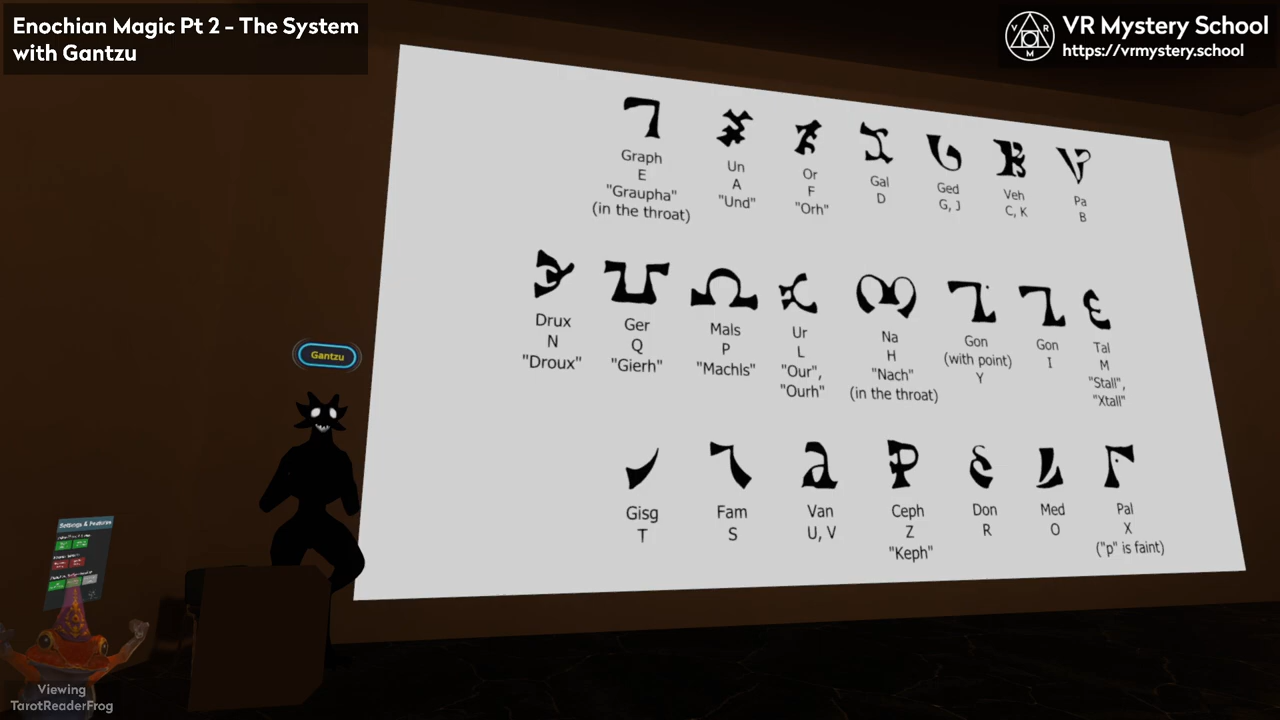 Enochian Magic Pt 2 - The System
with Gantzu
VR Mystery School
https://vrmystery.school
V R
M
Graph Un Or Gal Ged Veh Pa
E A F D G, J C, K B
"Graupha" "Und" "Orh"
(in the throat)
Drux Ger Mals Ur Na Gon Gon Tal
N Q P L H (with point) I M
"Droux" "Gierh" "Machls" "Our", "Nach" Y "Stall",
"Ourh" (in the throat) "Xtall"
Gisg Fam Van Ceph Don Med Pal
T S U, V Z R O X
"Keph" ("p" is faint)
Gantzu
Settings & Features
Viewing
TarotReaderFrog